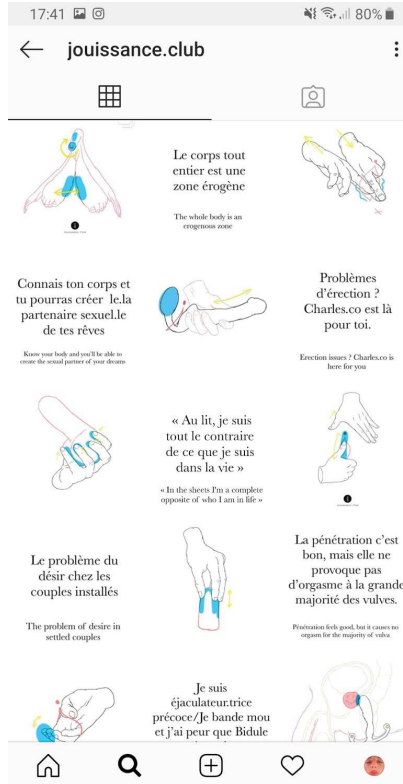 17:41
80%
jouissance.club
Le corps tout
entier est une
zone érogène
The whole body is an
erogenous zone
Connais ton corps et
tu pourras créer le.la
partenaire sexuel.le
de tes rêves
Know your body and you'll be able to
create the sexual partner of your dreams
Problèmes
d'érection ?
Charles.co est là
pour toi.
Erection issues ? Charles.co is
here for you
« Au lit, je suis
tout le contraire
de ce que je suis
dans la vie »
« In the sheets I'm a complete
opposite of who I am in life »
Le problème du
désir chez les
couples installés
The problem of desire in
settled couples
La pénétration c'est
bon, mais elle ne
provoque pas
d'orgasme à la grande
majorité des vulves.
Pénétration feels good, but it causes no
orgasm for the majority of vulva
Je suis
éjaculateur.trice
précoce/Je bande mou
et j'ai peur que Bidule